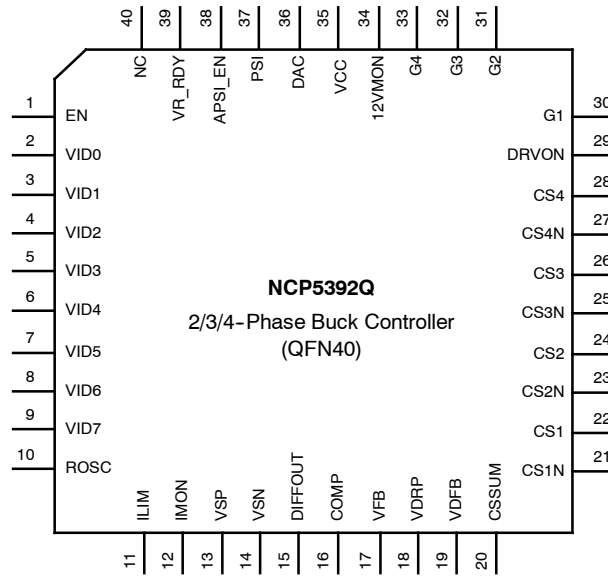 40 39 38 37 36 35 34 33 32 31
NC VR_RDY APSI_EN PSI DAC VCC 12VMON G4 G3 G2
1 EN
2 VID0
3 VID1
4 VID2
5 VID3
6 VID4
7 VID5
8 VID6
9 VID7
10 ROSC
G1 30
DRVON 29
CS4 28
CS4N 27
CS3 26
CS3N 25
CS2 24
CS2N 23
CS1 22
CS1N 21
NCP5392Q
2/3/4-Phase Buck Controller
(QFN40)
ILIM IMON VSP VSN DIFFOUT COMP VFB VDRP VDFB CSSUM
11 12 13 14 15 16 17 18 19 20